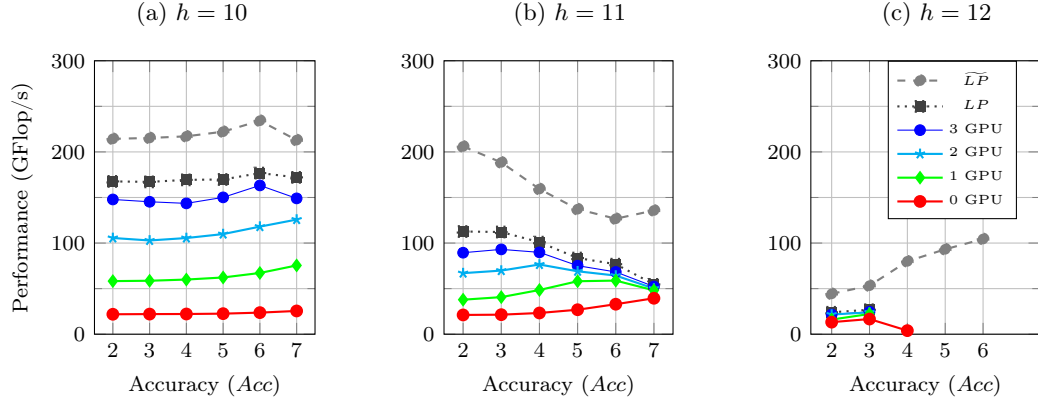 (a) h = 10
(b) h = 11
(c) h = 12
Performance (GFlop/s)
300
200
100
0
2 3 4 5 6 7
Accuracy (Acc)
300
200
100
0
2 3 4 5 6 7
Accuracy (Acc)
300
200
100
0
2 3 4 5 6
Accuracy (Acc)
L͠P
LP
3 GPU
2 GPU
1 GPU
0 GPU